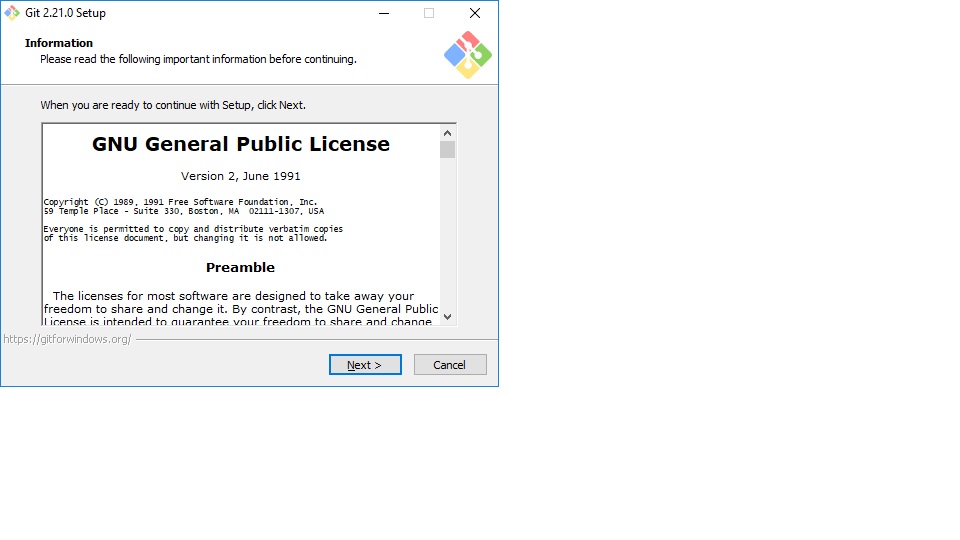 Git 2.21.0 Setup
Information
Please read the following important information before continuing.
When you are ready to continue with Setup, click Next.
GNU General Public License
Version 2, June 1991
Copyright (C) 1989, 1991 Free Software Foundation, Inc.
59 Temple Place - Suite 330, Boston, MA  02111-1307, USA
Everyone is permitted to copy and distribute verbatim copies
of this license document, but changing it is not allowed.
Preamble
The licenses for most software are designed to take away your
freedom to share and change it. By contrast, the GNU General Public
License is intended to guarantee your freedom to share and change
https://gitforwindows.org/
Next >
Cancel